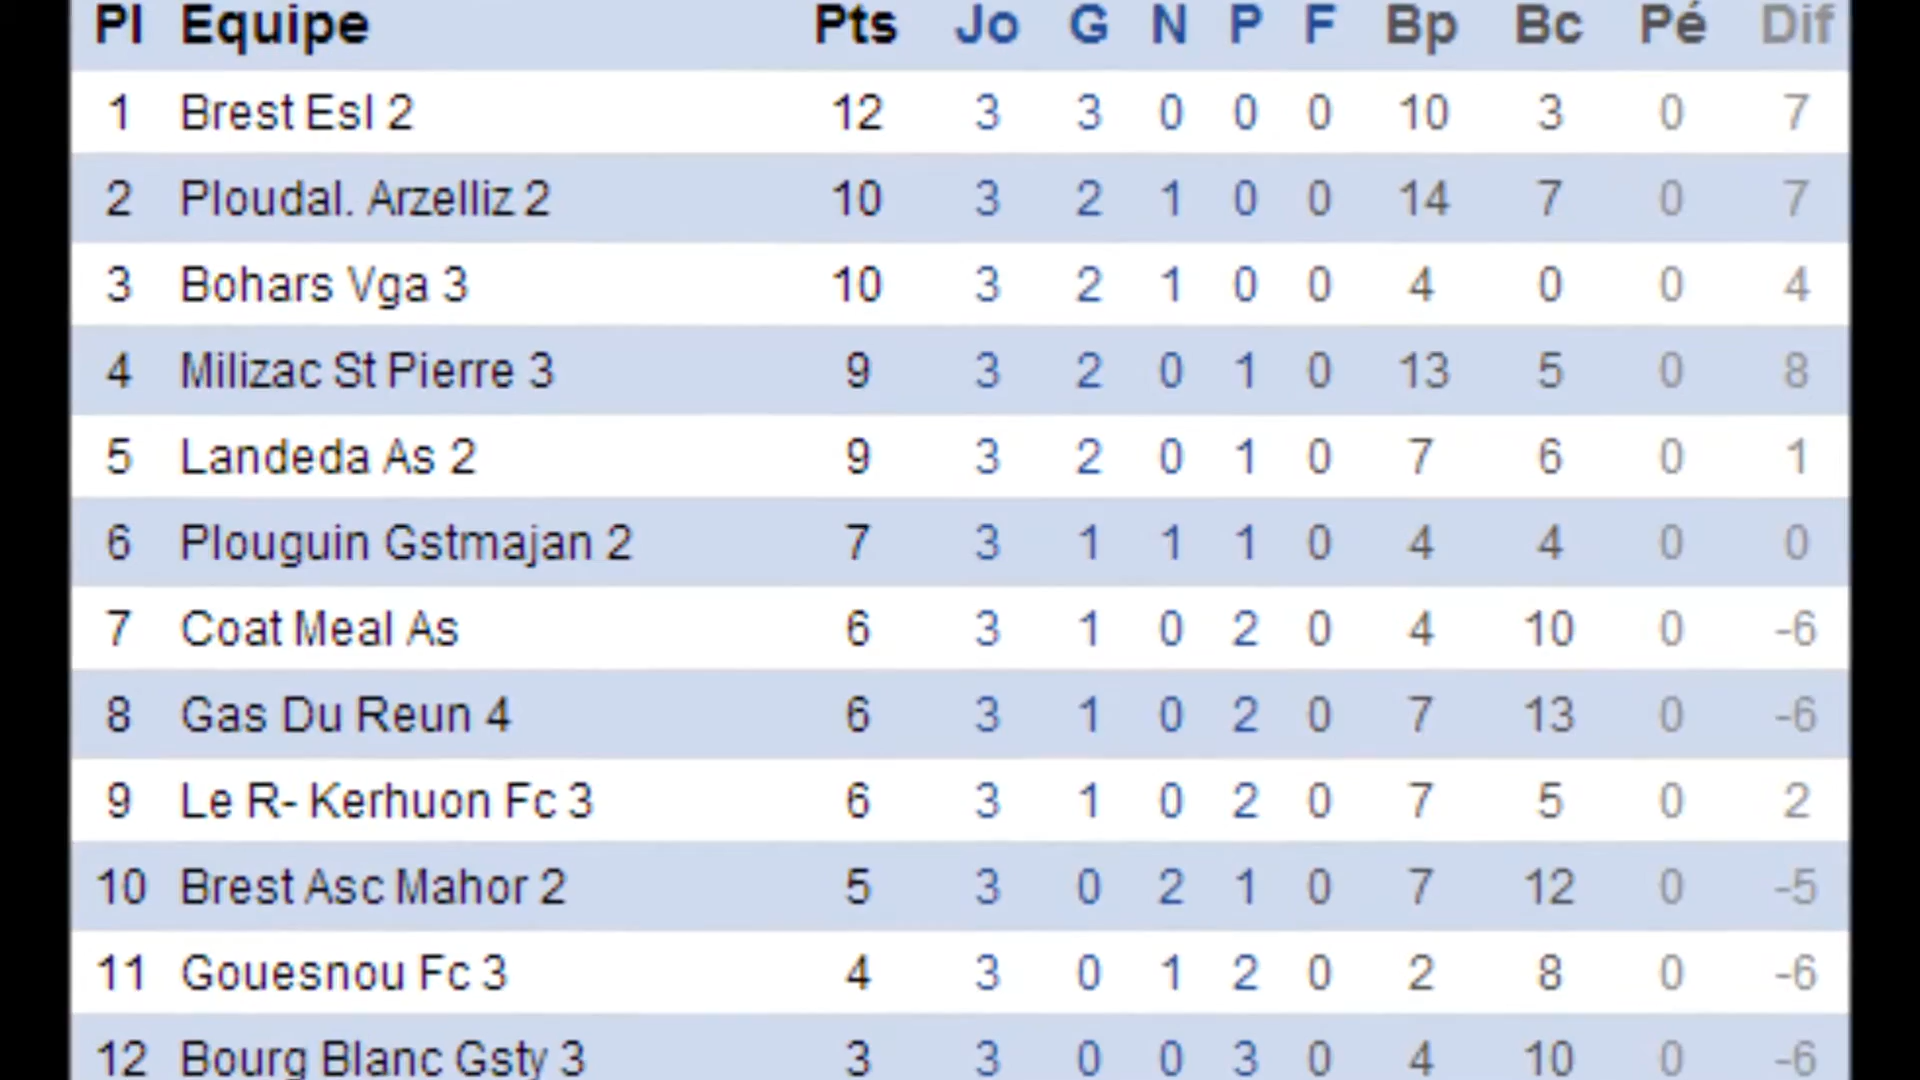 Pl Equipe Pts Jo G N P F Bp Bc Pé Dif
1 Brest Esl 2 12 3 3 0 0 0 10 3 0 7
2 Ploudal. Arzelliz 2 10 3 2 1 0 0 14 7 0 7
3 Bohars Vga 3 10 3 2 1 0 0 4 0 0 4
4 Milizac St Pierre 3 9 3 2 0 1 0 13 5 0 8
5 Landeda As 2 9 3 2 0 1 0 7 6 0 1
6 Plouguin Gstmajan 2 7 3 1 1 1 0 4 4 0 0
7 Coat Meal As 6 3 1 0 2 0 4 10 0 -6
8 Gas Du Reun 4 6 3 1 0 2 0 7 13 0 -6
9 Le R- Kerhuon Fc 3 6 3 1 0 2 0 7 5 0 2
10 Brest Asc Mahor 2 5 3 0 2 1 0 7 12 0 -5
11 Gouesnou Fc 3 4 3 0 1 2 0 2 8 0 -6
12 Bourg Blanc Gsty 3 3 3 0 0 3 0 4 10 0 -6